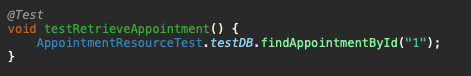 @Test
void testRetrieveAppointment() {
    AppointmentResourceTest.testDB.findAppointmentById("1");
}